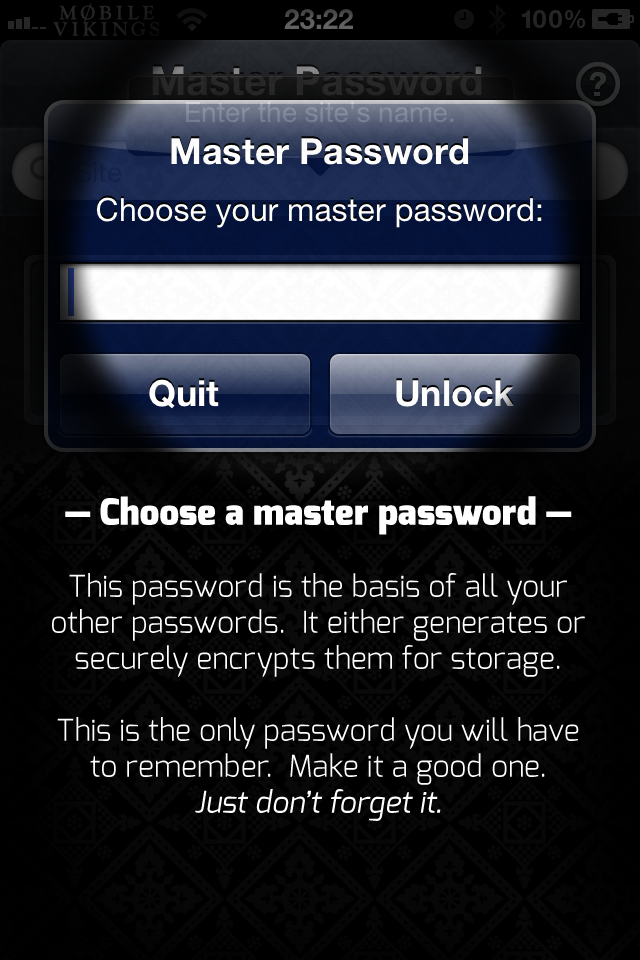 MØBILE
VIKINGS
23:22
100%
Master Password
?
Enter the site's name.
Site
Master Password
Choose your master password:
Quit
Unlock
— Choose a master password —
This password is the basis of all your
other passwords.  It either generates or
securely encrypts them for storage.
This is the only password you will have
to remember.  Make it a good one.
Just don't forget it.